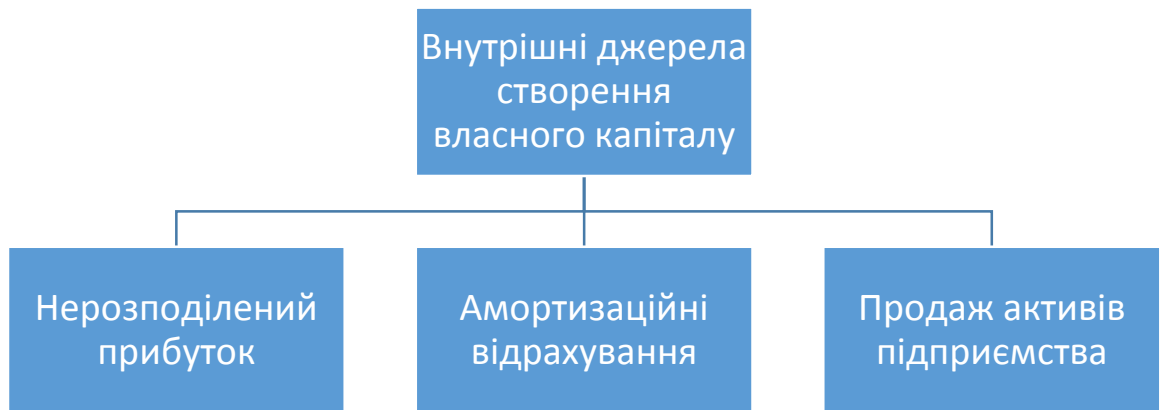 Внутрішні джерела
створення
власного капіталу
Нерозподілений
прибуток
Амортизаційні
відрахування
Продаж активів
підприємства